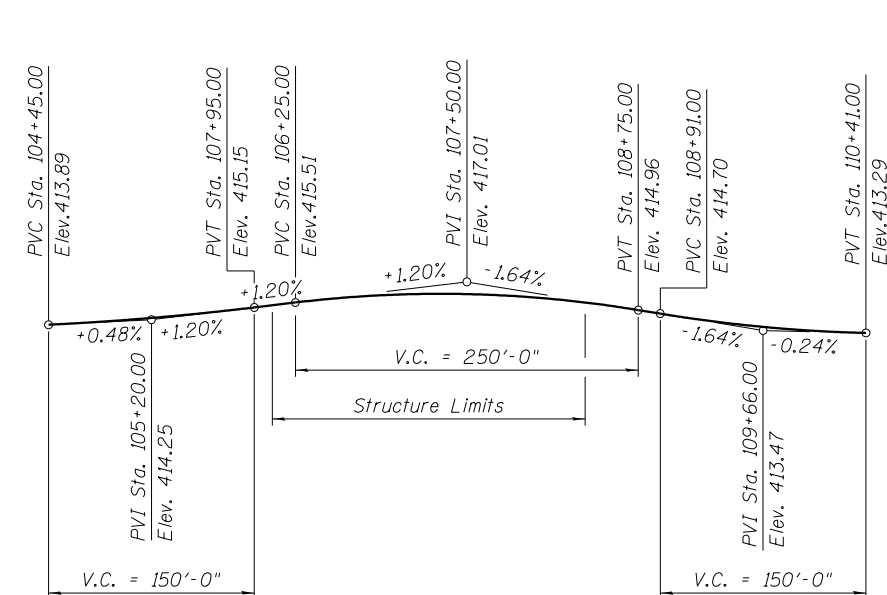 PVC Sta. 104+45.00
Elev.413.89
PVT Sta. 107+95.00
Elev. 415.15
PVC Sta. 106+25.00
Elev.415.51
PVI Sta. 107+50.00
Elev. 417.01
PVT Sta. 108+75.00
Elev. 414.96
PVC Sta. 108+91.00
Elev. 414.70
PVT Sta. 110+41.00
Elev.413.29
+1.20%
+1.20%
-1.64%
+0.48%
+1.20%
-1.64%
-0.24%
V.C. = 250'-0"
Structure Limits
PVI Sta. 105+20.00
Elev. 414.25
PVI Sta. 109+66.00
Elev. 413.47
V.C. = 150'-0"
V.C. = 150'-0"